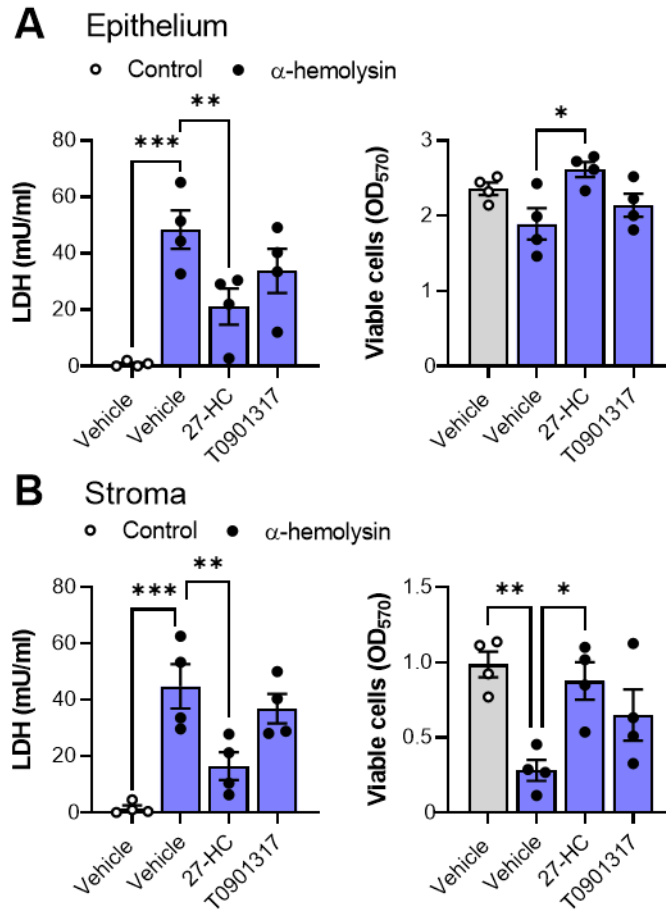 A Epithelium
Control α-hemolysin
LDH (mU/ml)
80
60
40
20
0
***
**
Vehicle
Vehicle
27-HC
T0901317
Viable cells (OD570)
3
2
1
0
*
Vehicle
Vehicle
27-HC
T0901317
B Stroma
Control α-hemolysin
LDH (mU/ml)
80
60
40
20
0
***
**
Vehicle
Vehicle
27-HC
T0901317
Viable cells (OD570)
1.5
1.0
0.5
0
**
*
Vehicle
Vehicle
27-HC
T0901317